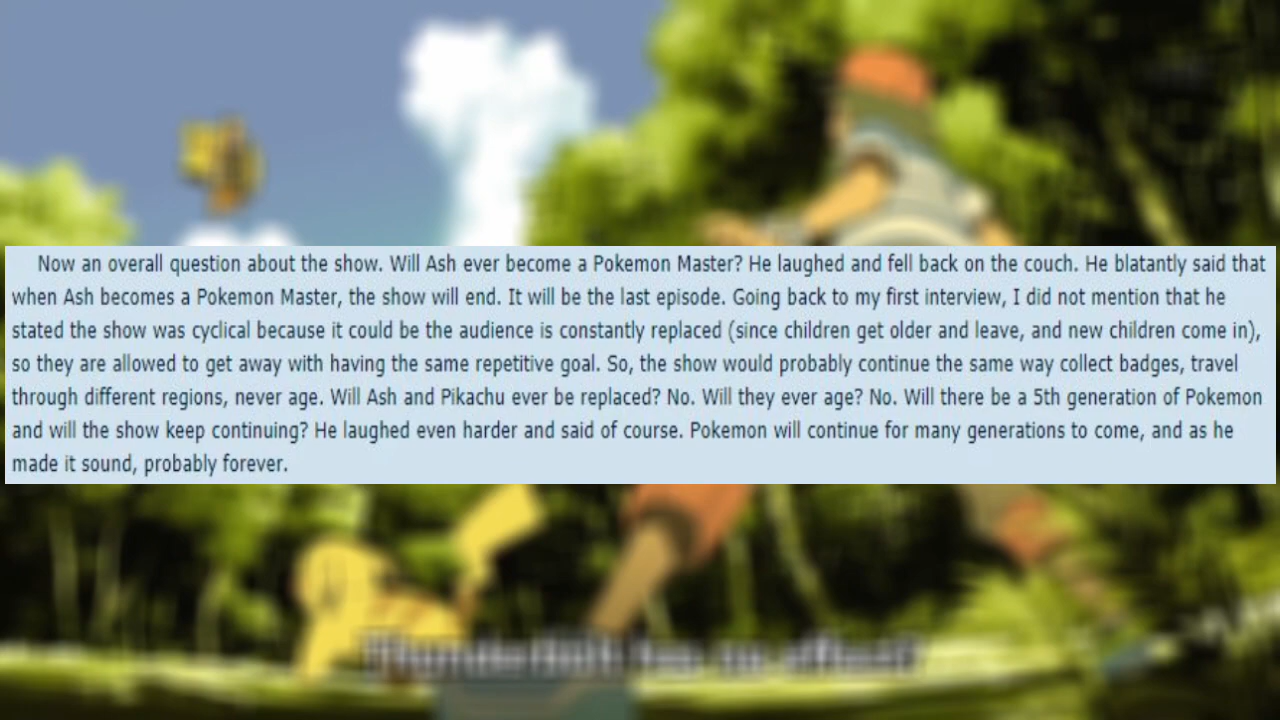 Now an overall question about the show. Will Ash ever become a Pokemon Master? He laughed and fell back on the couch. He blatantly said that
when Ash becomes a Pokemon Master, the show will end. It will be the last episode. Going back to my first interview, I did not mention that he
stated the show was cyclical because it could be the audience is constantly replaced (since children get older and leave, and new children come in),
so they are allowed to get away with having the same repetitive goal. So, the show would probably continue the same way collect badges, travel
through different regions, never age. Will Ash and Pikachu ever be replaced? No. Will they ever age? No. Will there be a 5th generation of Pokemon
and will the show keep continuing? He laughed even harder and said of course. Pokemon will continue for many generations to come, and as he
made it sound, probably forever.